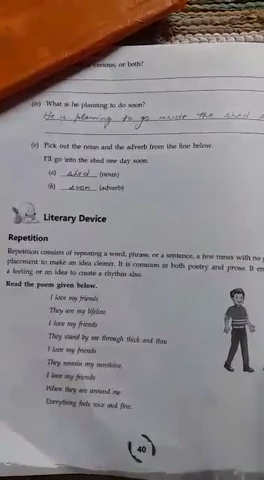 curious, or both?
(iv) What is he planning to do soon?
He is planning to go inside the shed
(c) Pick out the noun and the adverb from the line below.
I'll go into the shed one day soon.
(a) shed (noun)
(b) soon (adverb)
Literary Device
Repetition
Repetition consists of repeating a word, phrase, or a sentence, a few times with no
placement to make an idea clearer. It is common in both poetry and prose. It
a feeling or an idea to create a rhythm also.
Read the poem given below.
I love my friends
They are my lifeline
I love my friends
They stand by me through thick and thin
I love my friends
They remain my sunshine.
I love my friends
When they are around me
Everything feels nice and fine.
40